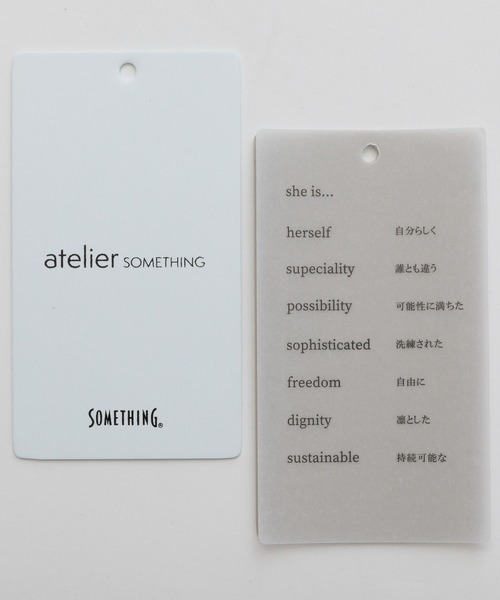 atelier SOMETHING
SOMETHING®
she is...
herself 自分らしく
supeciality 誰とも違う
possibility 可能性に満ちた
sophisticated 洗練された
freedom 自由に
dignity 凛とした
sustainable 持続可能な